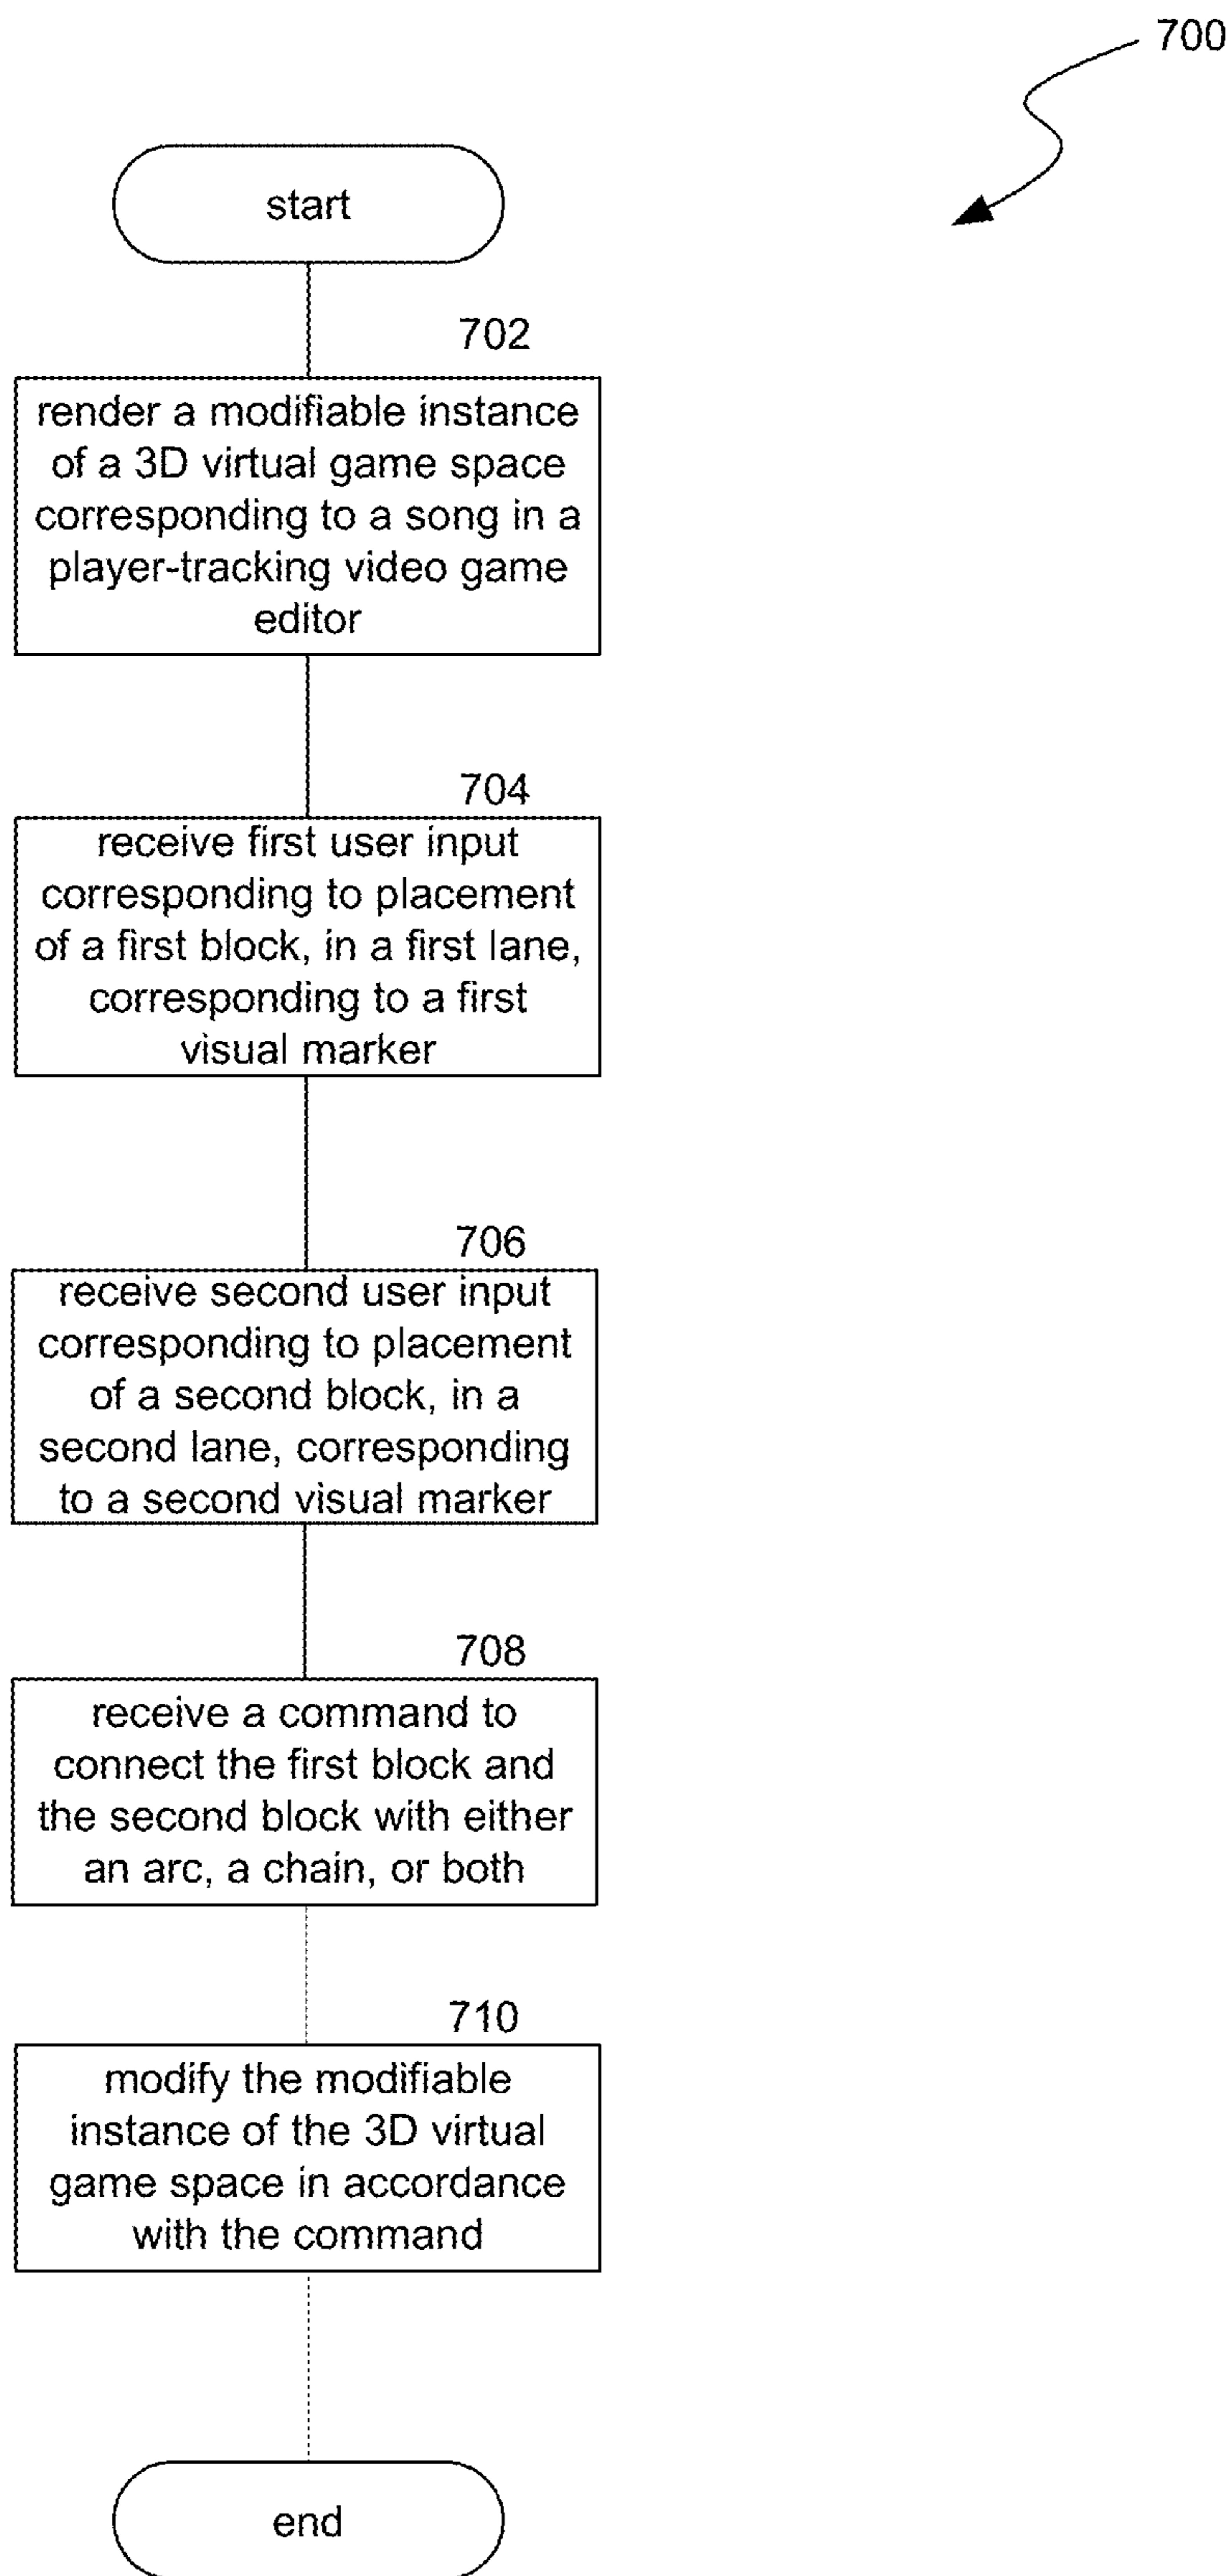 700
start
702
render a modifiable instance
of a 3D virtual game space
corresponding to a song in a
player-tracking video game
editor
704
receive first user input
corresponding to placement
of a first block, in a first lane,
corresponding to a first
visual marker
706
receive second user input
corresponding to placement
of a second block, in a
second lane, corresponding
to a second visual marker
708
receive a command to
connect the first block and
the second block with either
an arc, a chain, or both
710
modify the modifiable
instance of the 3D virtual
game space in accordance
with the command
end